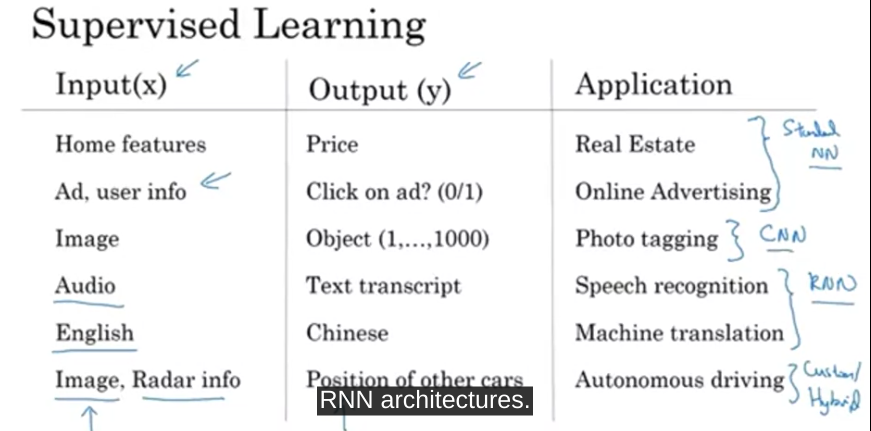 Supervised Learning
Input(x) Output (y) Application
Home features Price Real Estate
Standard NN
Ad, user info Click on ad? (0/1) Online Advertising
Image Object (1,...,1000) Photo tagging CNN
Audio Text transcript Speech recognition RNN
English Chinese Machine translation
Image, Radar info Position of other cars Autonomous driving Custom/
Hybrid
RNN architectures.